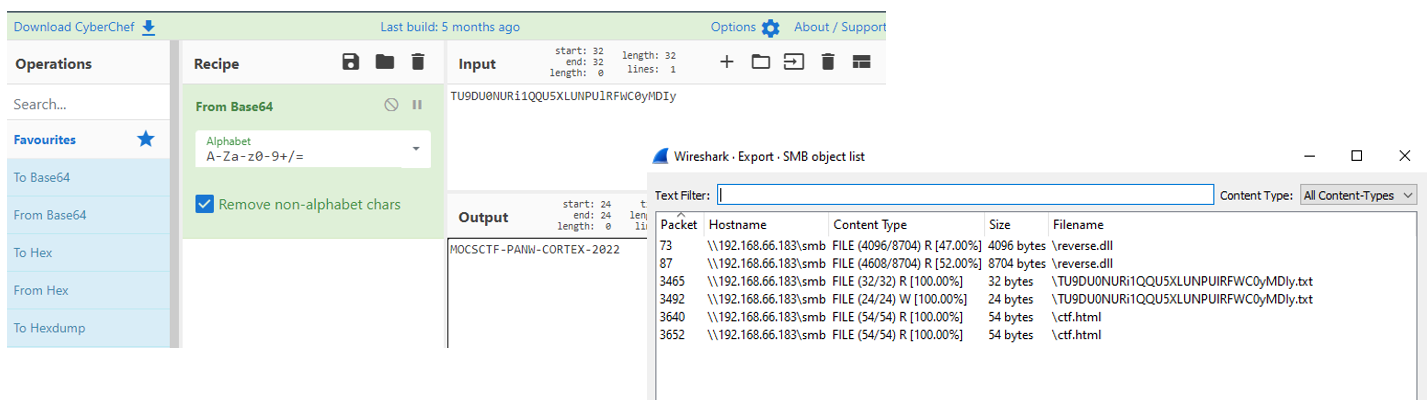 Download CyberChef
Last build: 5 months ago
Options
About / Support
Operations
Recipe
Input
start: 32
end: 32
length: 0
length: 32
lines: 1
Search...
From Base64
TU9DU0NURi1QQU5XLUNPUlRFWC0yMDIy
Favourites
Alphabet
A-Za-z0-9+/=
To Base64
Remove non-alphabet chars
From Base64
Output
start: 24
end: 24
length: 0
To Hex
MOCSCTF-PANW-CORTEX-2022
From Hex
To Hexdump
Wireshark · Export · SMB object list
Text Filter:
Content Type: All Content-Types
Packet Hostname Content Type Size Filename
73 \\192.168.66.183\smb FILE (4096/8704) R [47.00%] 4096 bytes \reverse.dll
87 \\192.168.66.183\smb FILE (4608/8704) R [52.00%] 8704 bytes \reverse.dll
3465 \\192.168.66.183\smb FILE (32/32) R [100.00%] 32 bytes \TU9DU0NURi1QQU5XLUNPUlRFWC0yMDIy.txt
3492 \\192.168.66.183\smb FILE (24/24) W [100.00%] 24 bytes \TU9DU0NURi1QQU5XLUNPUlRFWC0yMDIy.txt
3640 \\192.168.66.183\smb FILE (54/54) R [100.00%] 54 bytes \ctf.html
3652 \\192.168.66.183\smb FILE (54/54) R [100.00%] 54 bytes \ctf.html